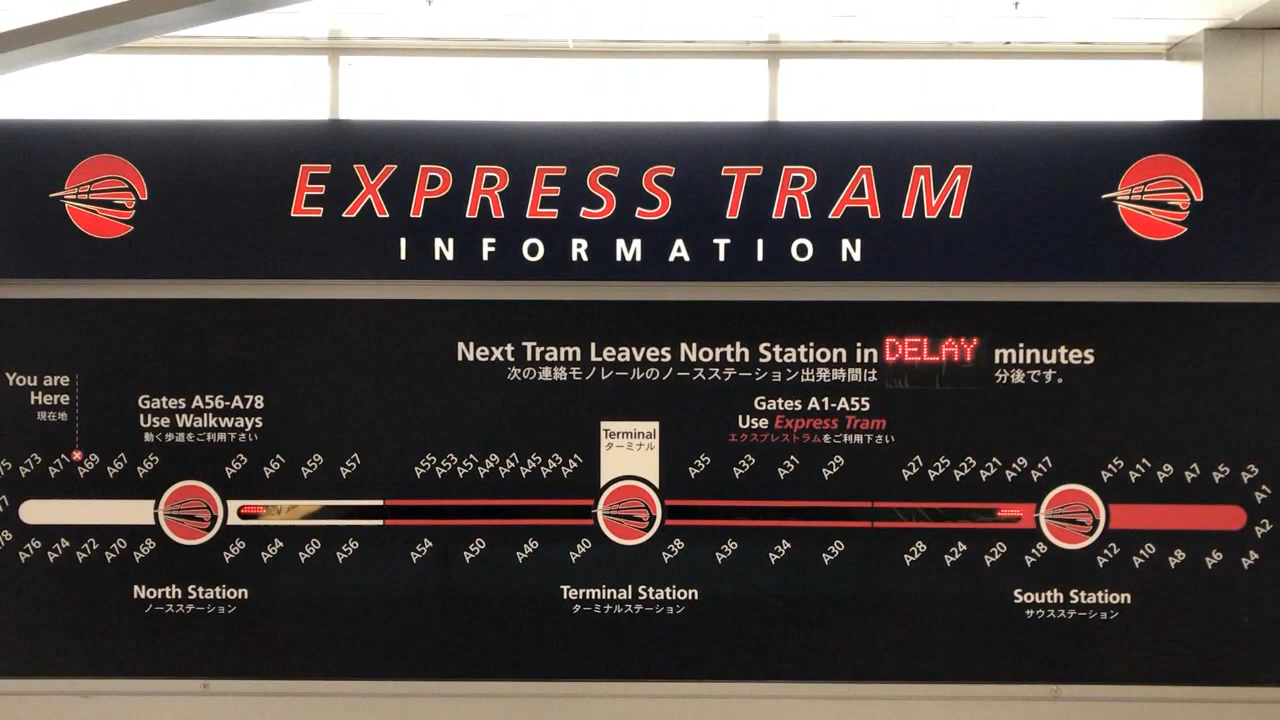 EXPRESS TRAM
INFORMATION
Next Tram Leaves North Station in DELAY minutes
次の連絡モノレールのノースステーション出発時間は 分後です。
You are
Here
現在地
Gates A56-A78
Use Walkways
動く歩道をご利用下さい
Gates A1-A55
Use Express Tram
エクスプレストラムをご利用下さい
Terminal
ターミナル
A73 A71 A69 A67 A65 A63 A61 A59 A57 A55 A53 A51 A49 A47 A45 A43 A41 A35 A33 A31 A29 A27 A25 A23 A21 A19 A17 A15 A11 A9 A7 A5 A3
A1
A2
A76 A74 A72 A70 A68 A66 A64 A60 A56 A54 A50 A46 A40 A38 A36 A34 A30 A28 A24 A20 A18 A12 A10 A8 A6 A4
North Station
ノースステーション
Terminal Station
ターミナルステーション
South Station
サウスステーション